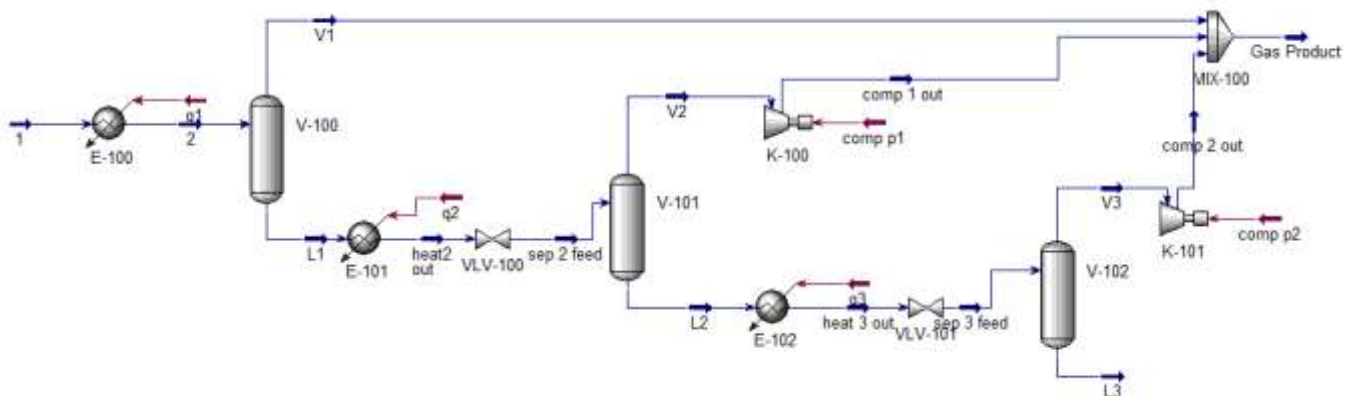 V1
Gas Product
MIX-100
comp 1 out
V2
comp p1
K-100
q1
1
2
E-100
V-100
comp 2 out
V3
V-101
q2
L1
heat2
out
E-101
VLV-100
sep 2 feed
comp p2
K-101
V-102
q3
L2
heat 3 out
E-102
VLV-101
sep 3 feed
L3